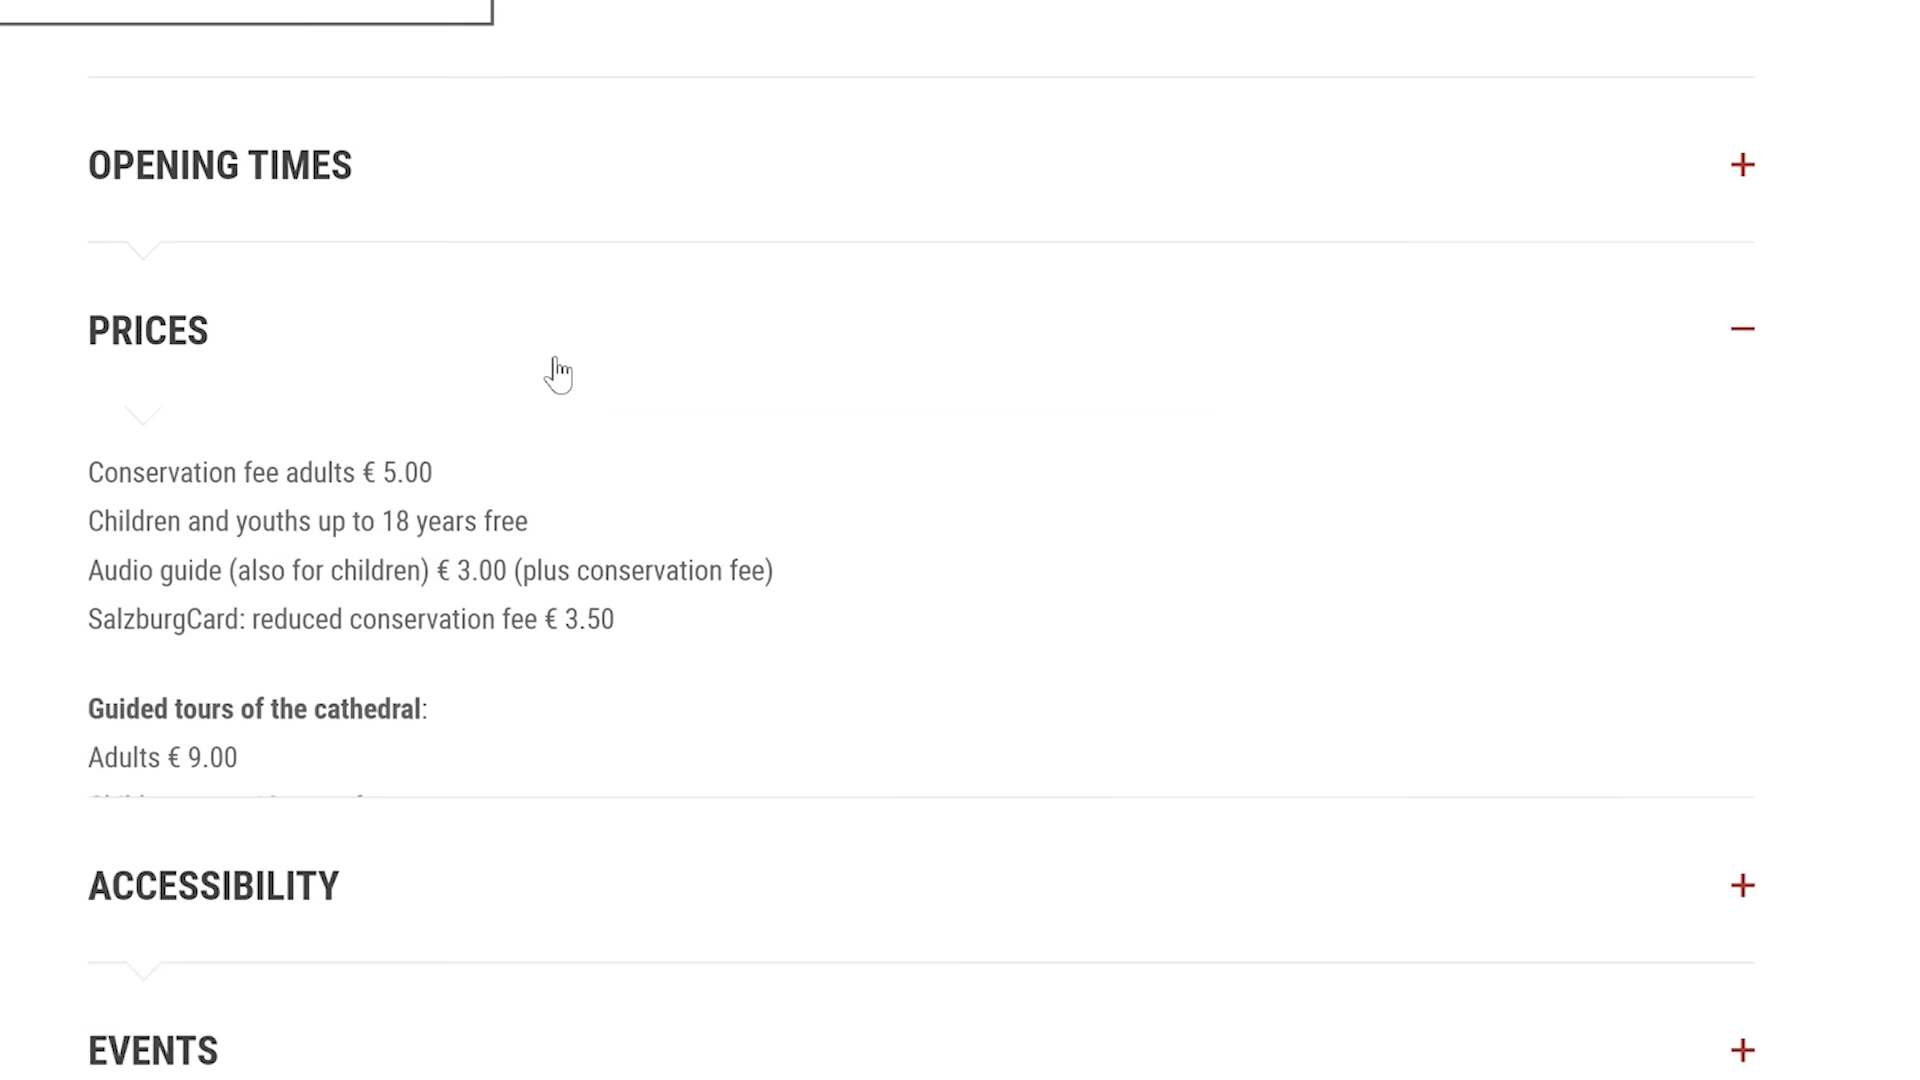 OPENING TIMES
PRICES
Conservation fee adults € 5.00
Children and youths up to 18 years free
Audio guide (also for children) € 3.00 (plus conservation fee)
SalzburgCard: reduced conservation fee € 3.50
Guided tours of the cathedral:
Adults € 9.00
ACCESSIBILITY
EVENTS